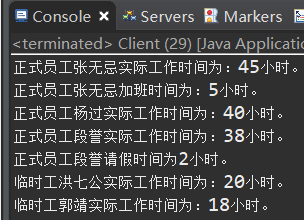 Console Servers Markers
<terminated> Client (29) [Java Applicatio
正式员工张无忌实际工作时间为：45小时。
正式员工张无忌加班时间为：5小时。
正式员工杨过实际工作时间为：40小时。
正式员工段誉实际工作时间为：38小时。
正式员工段誉请假时间为2小时。
临时工洪七公实际工作时间为：20小时。
临时工郭靖实际工作时间为：18小时。